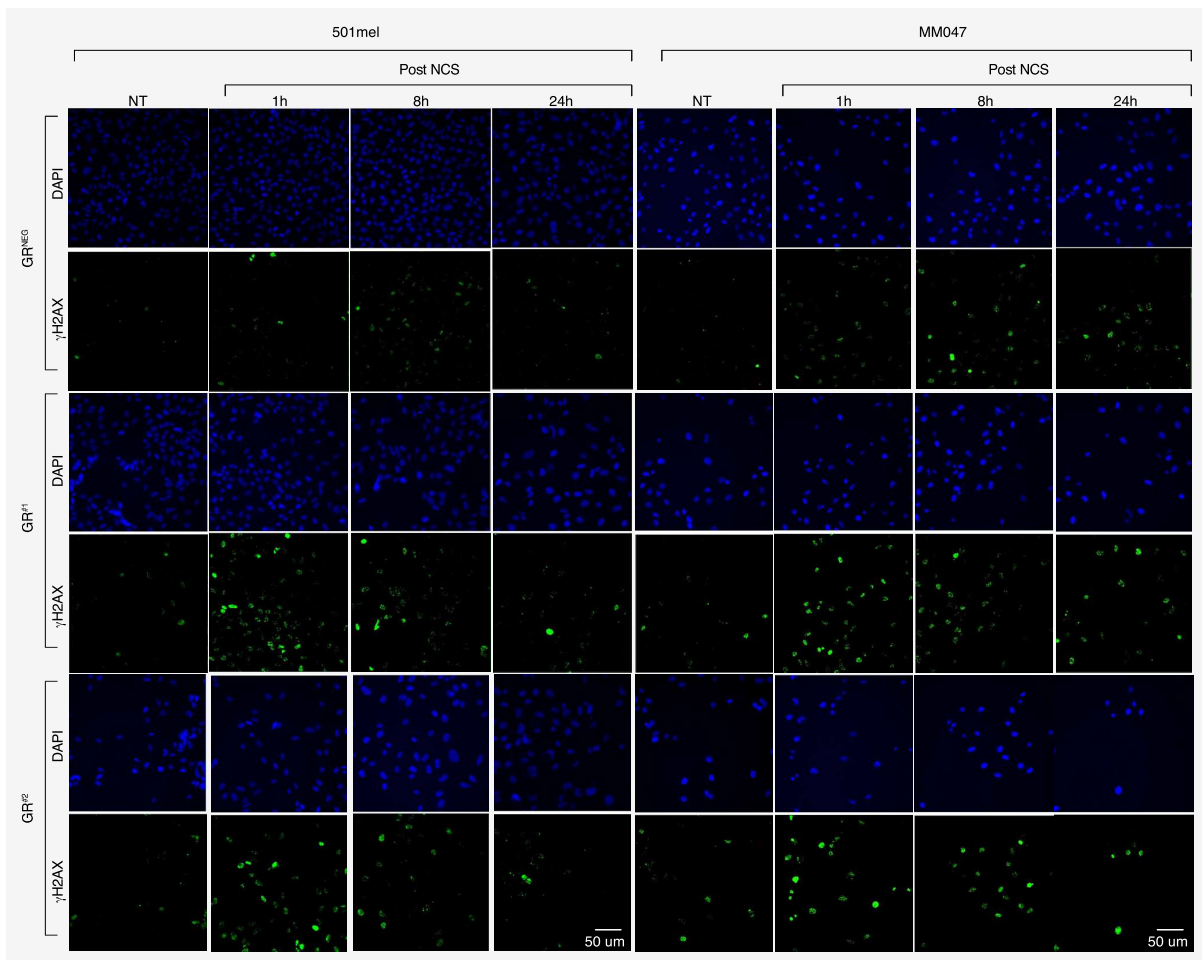 501mel MM047
Post NCS Post NCS
NT 1h 8h 24h NT 1h 8h 24h
GR^NEG
DAPI
γH2AX
GR^#1
DAPI
γH2AX
GR^#2
DAPI
γH2AX
50 um 50 um